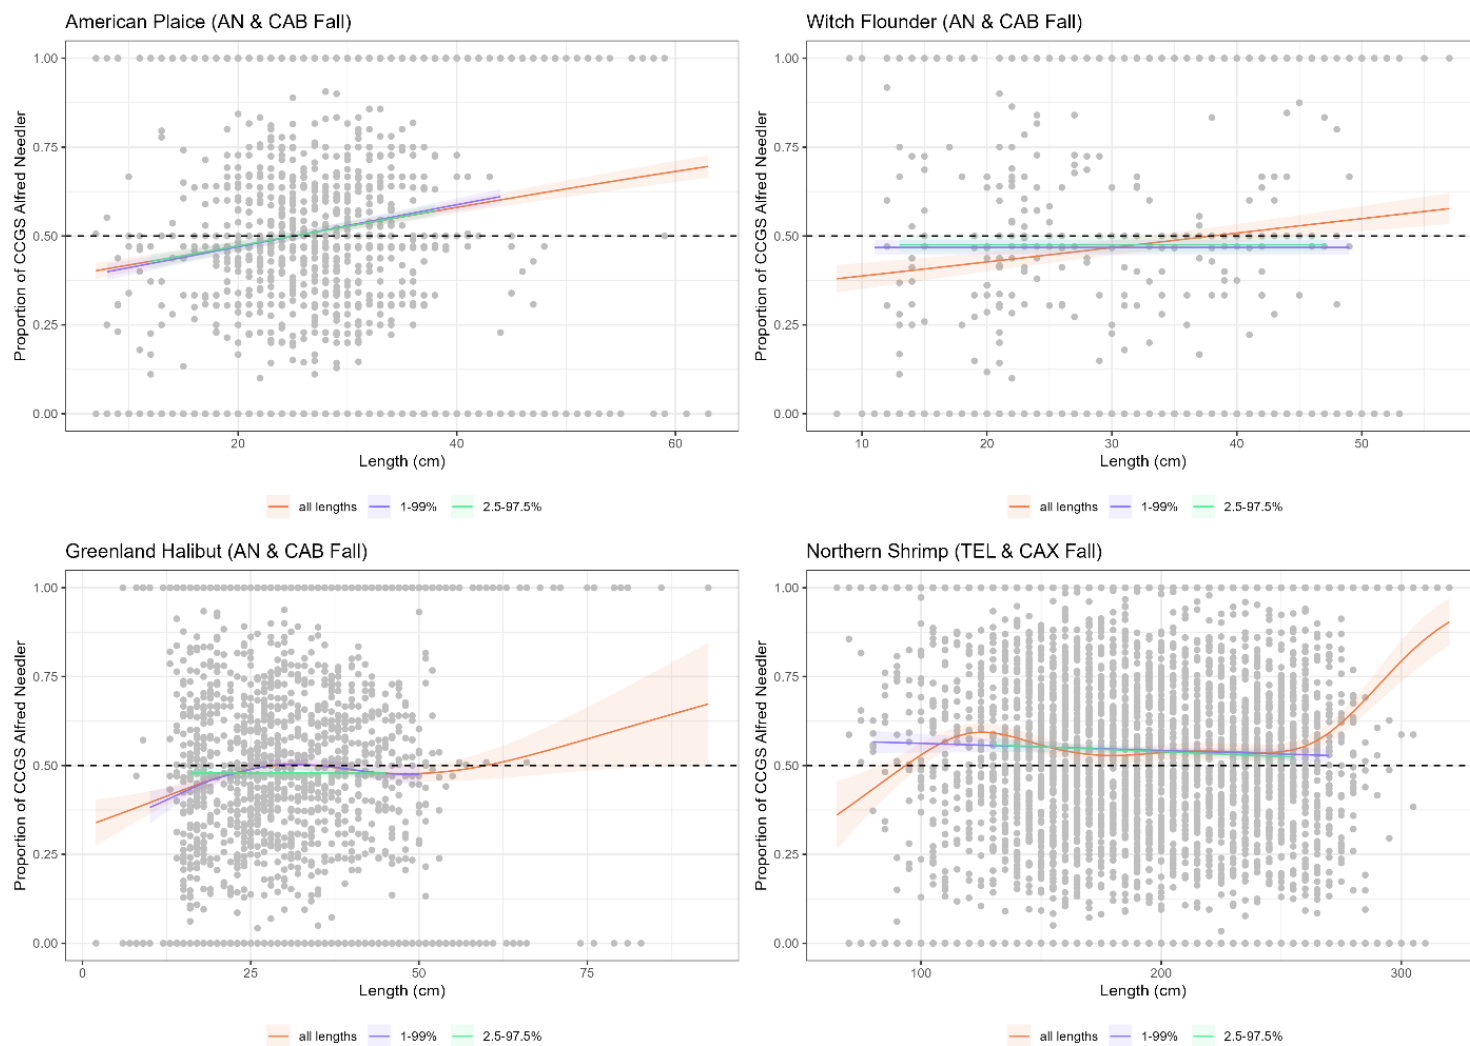 American Plaice (AN & CAB Fall)
Proportion of CCGS Alfred Needler
1.00
0.75
0.50
0.25
0.00
20
40
60
Length (cm)
all lengths 1-99% 2.5-97.5%
Witch Flounder (AN & CAB Fall)
Proportion of CCGS Alfred Needler
1.00
0.75
0.50
0.25
0.00
10
20
30
40
50
Length (cm)
all lengths 1-99% 2.5-97.5%
Greenland Halibut (AN & CAB Fall)
Proportion of CCGS Alfred Needler
1.00
0.75
0.50
0.25
0.00
0
25
50
75
Length (cm)
all lengths 1-99% 2.5-97.5%
Northern Shrimp (TEL & CAX Fall)
Proportion of CCGS Alfred Needler
1.00
0.75
0.50
0.25
0.00
100
200
300
Length (cm)
all lengths 1-99% 2.5-97.5%